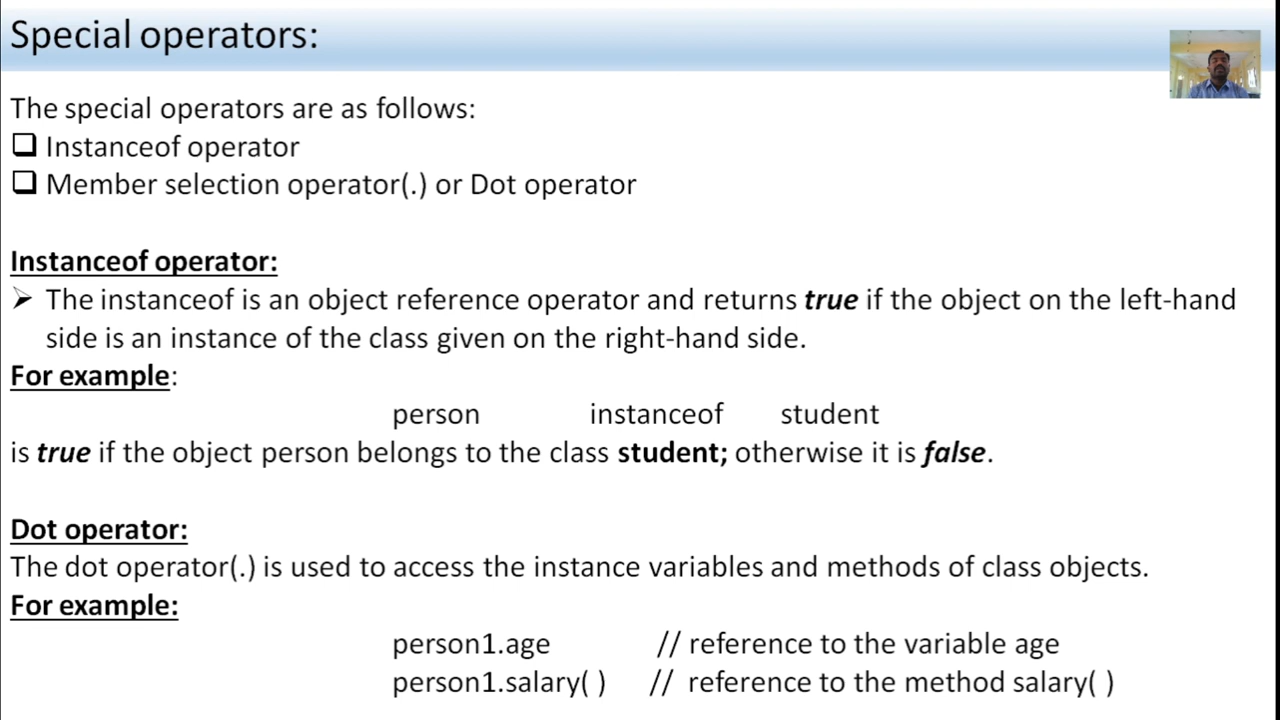 Special operators:
The special operators are as follows:
❑ Instanceof operator
❑ Member selection operator(.) or Dot operator
Instanceof operator:
➢ The instanceof is an object reference operator and returns true if the object on the left-hand
side is an instance of the class given on the right-hand side.
For example:
person instanceof student
is true if the object person belongs to the class student; otherwise it is false.
Dot operator:
The dot operator(.) is used to access the instance variables and methods of class objects.
For example:
person1.age // reference to the variable age
person1.salary( ) // reference to the method salary( )